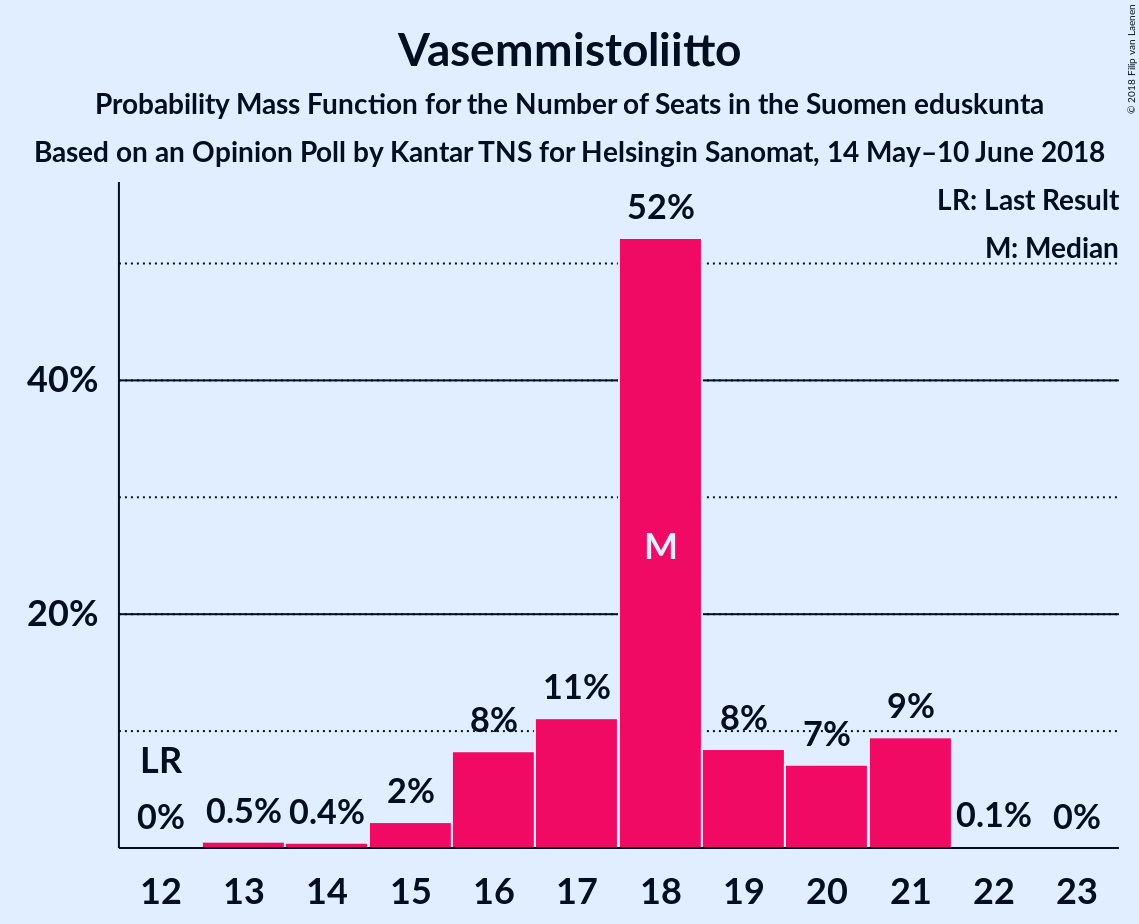 Vasemmistoliitto
Probability Mass Function for the Number of Seats in the Suomen eduskunta
Based on an Opinion Poll by Kantar TNS for Helsingin Sanomat, 14 May–10 June 2018
© 2018 Filip van Laenen
LR: Last Result
M: Median
52%
40%
M
20%
11%
9%
8%
8%
7%
LR
2%
0%
0.5%
0.4%
0.1%
0%
12 13 14 15 16 17 18 19 20 21 22 23